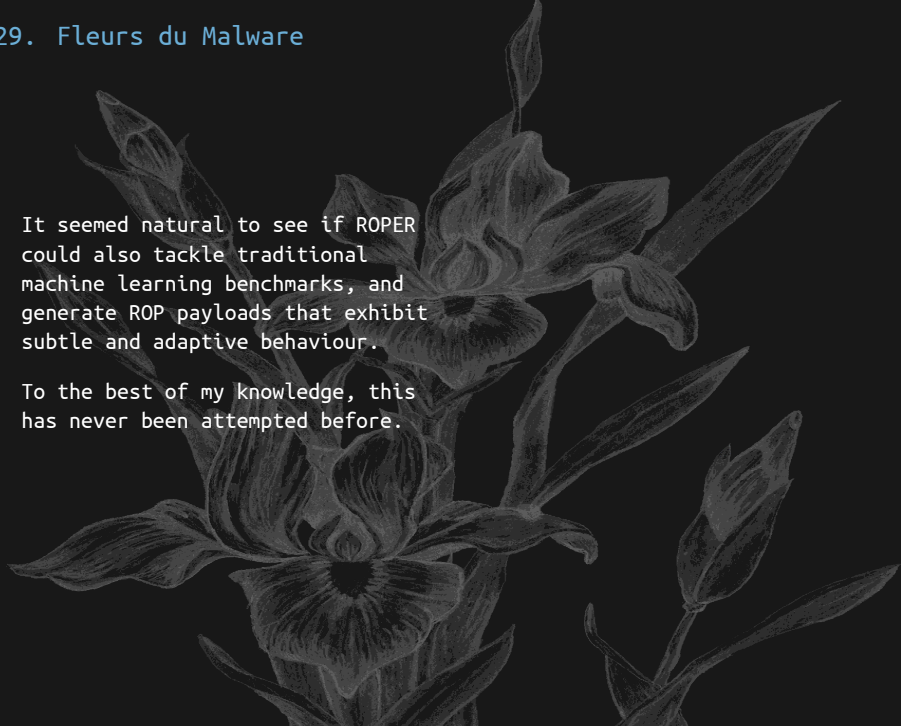 29. Fleurs du Malware
It seemed natural to see if ROPER
could also tackle traditional
machine learning benchmarks, and
generate ROP payloads that exhibit
subtle and adaptive behaviour.
To the best of my knowledge, this
has never been attempted before.